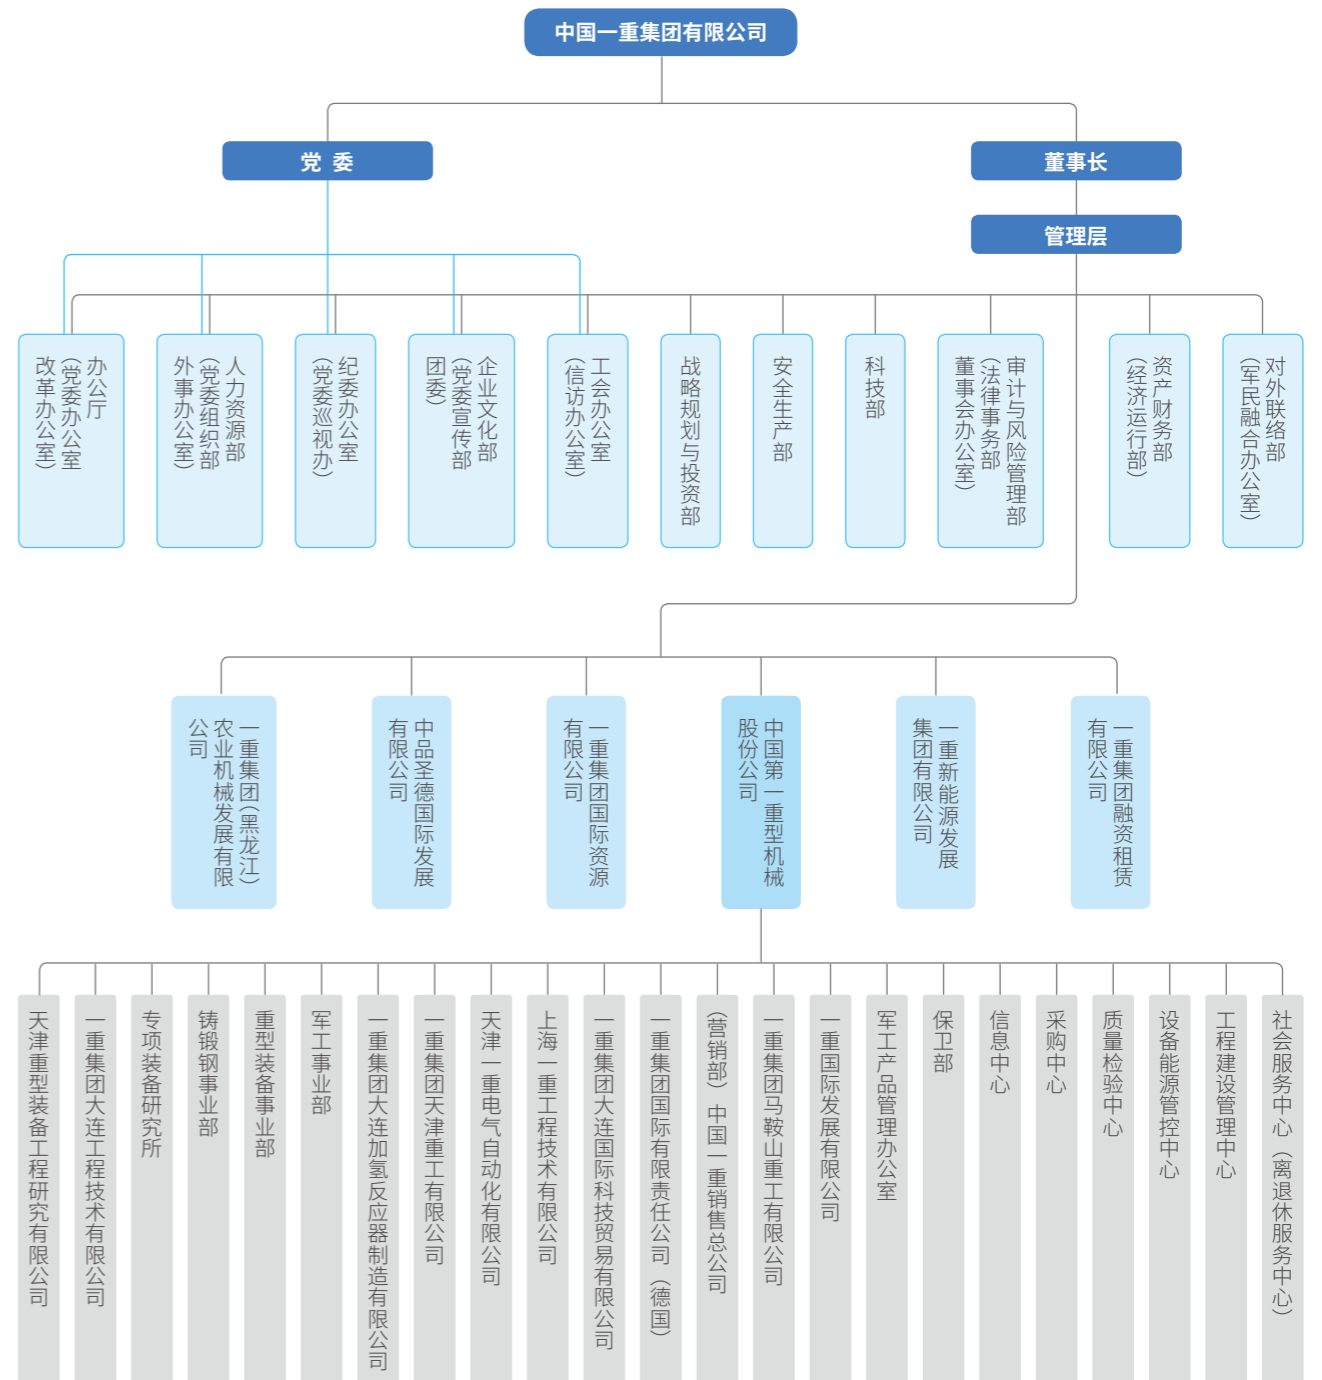 中国一重集团有限公司
党 委
董事长
管理层
办公厅
（党委办公室
改革办公室）
人力资源部
（党委组织部
外事办公室）
纪委办公室
（党委巡视办）
企业文化部
（党委宣传部
团委）
工会办公室
（信访办公室）
战略规划与投资部
安全生产部
科技部
审计与风险管理部
（法律事务部
董事会办公室）
资产财务部
（经济运行部）
对外联络部
（军民融合办公室）
一重集团（黑龙江）
农业机械发展有限
公司
中品圣德国际发展
有限公司
一重集团国际资源
有限公司
中国第一重型机械
股份公司
一重新能源发展
集团有限公司
一重集团融资租赁
有限公司
天津重型装备工程研究有限公司
一重集团大连工程技术有限公司
专项装备研究所
铸锻钢事业部
重型装备事业部
军工事业部
一重集团大连加氢反应器制造有限公司
一重集团天津重工有限公司
天津一重电气自动化有限公司
上海一重工程技术有限公司
一重集团大连国际科技贸易有限公司
一重集团国际有限责任公司（德国）
（营销部）中国一重销售总公司
一重集团马鞍山重工有限公司
一重国际发展有限公司
军工产品管理办公室
保卫部
信息中心
采购中心
质量检验中心
设备能源管控中心
工程建设管理中心
社会服务中心（离退休服务中心）